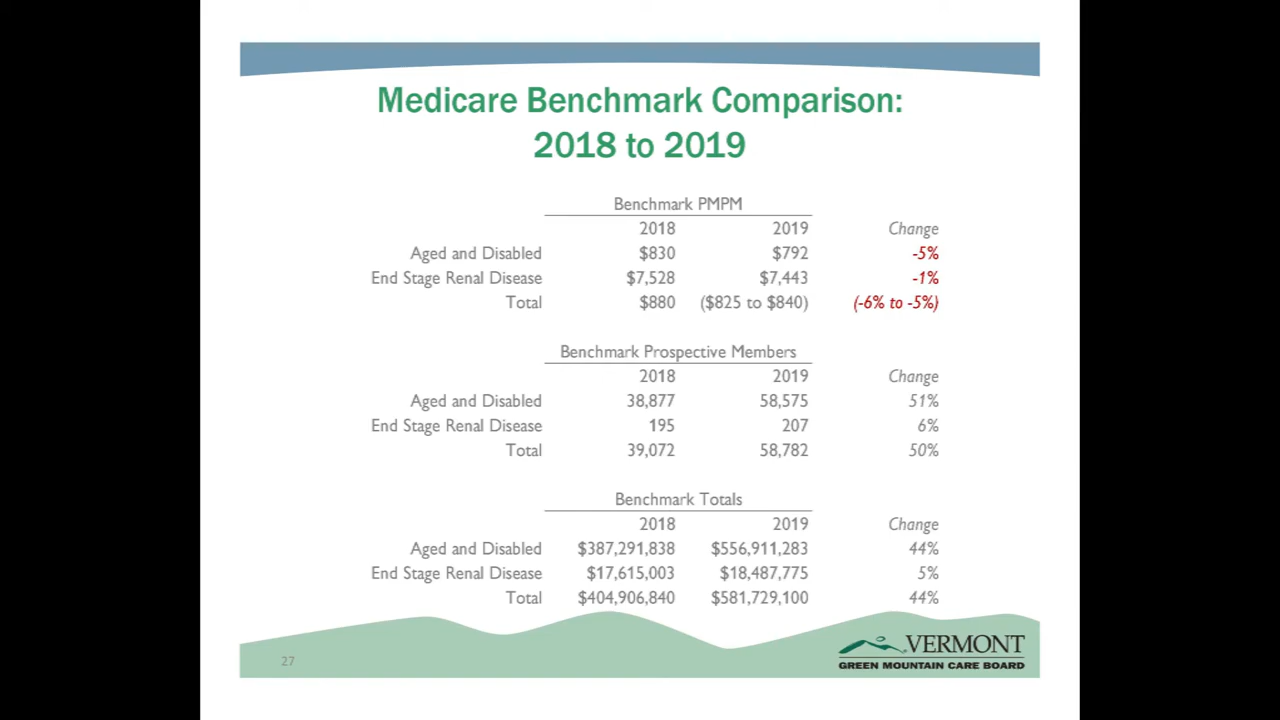 Medicare Benchmark Comparison:
2018 to 2019
Benchmark PMPM
2018 2019 Change
Aged and Disabled $830 $792 -5%
End Stage Renal Disease $7,528 $7,443 -1%
Total $880 ($825 to $840) (-6% to -5%)
Benchmark Prospective Members
2018 2019 Change
Aged and Disabled 38,877 58,575 51%
End Stage Renal Disease 195 207 6%
Total 39,072 58,782 50%
Benchmark Totals
2018 2019 Change
Aged and Disabled $387,291,838 $556,911,283 44%
End Stage Renal Disease $17,615,003 $18,487,775 5%
Total $404,906,840 $581,729,100 44%
27
VERMONT
GREEN MOUNTAIN CARE BOARD